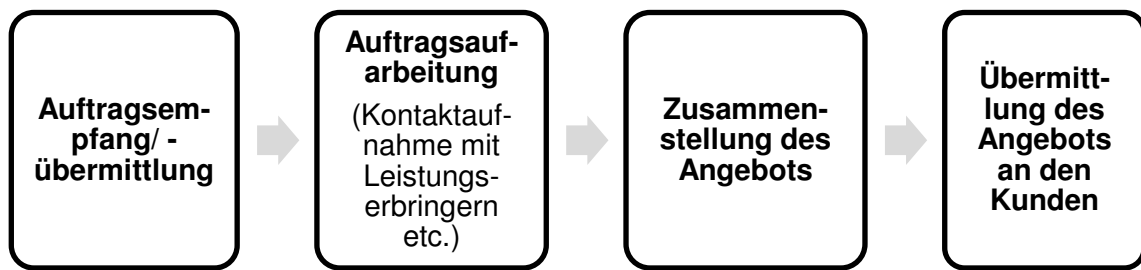 Auftragsem-
pfang/ -
übermittlung
Auftragsauf-
arbeitung
(Kontaktauf-
nahme mit
Leistungs-
erbringern
etc.)
Zusammen-
stellung des
Angebots
Übermitt-
lung des
Angebots
an den
Kunden